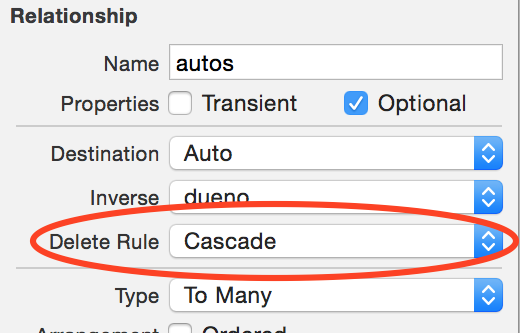 Relationship
Name autos
Properties Transient Optional
Destination Auto
Inverse dueno
Delete Rule Cascade
Type To Many
Arrangement Ordered